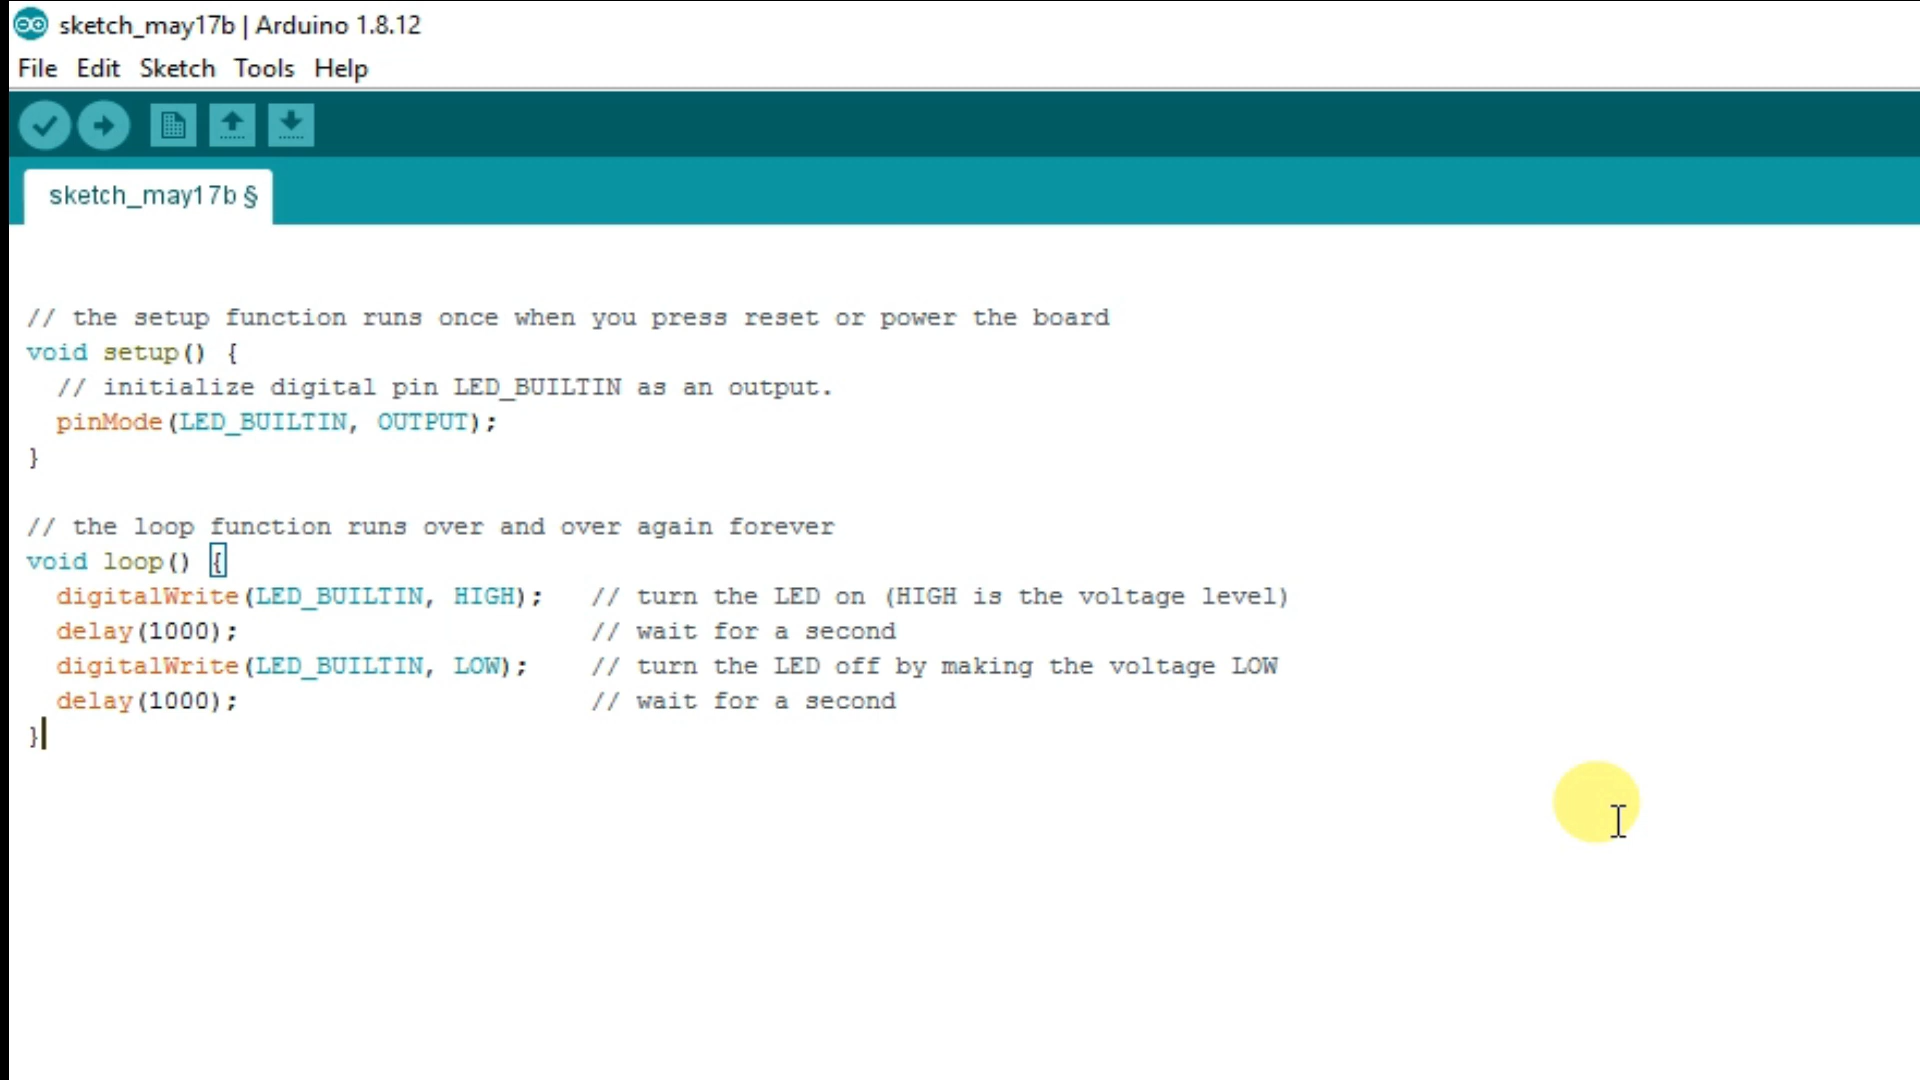 sketch_may17b | Arduino 1.8.12
File Edit Sketch Tools Help
sketch_may17b §
// the setup function runs once when you press reset or power the board
void setup() {
  // initialize digital pin LED_BUILTIN as an output.
  pinMode(LED_BUILTIN, OUTPUT);
}
// the loop function runs over and over again forever
void loop() {
  digitalWrite(LED_BUILTIN, HIGH);   // turn the LED on (HIGH is the voltage level)
  delay(1000);                       // wait for a second
  digitalWrite(LED_BUILTIN, LOW);    // turn the LED off by making the voltage LOW
  delay(1000);                       // wait for a second
}